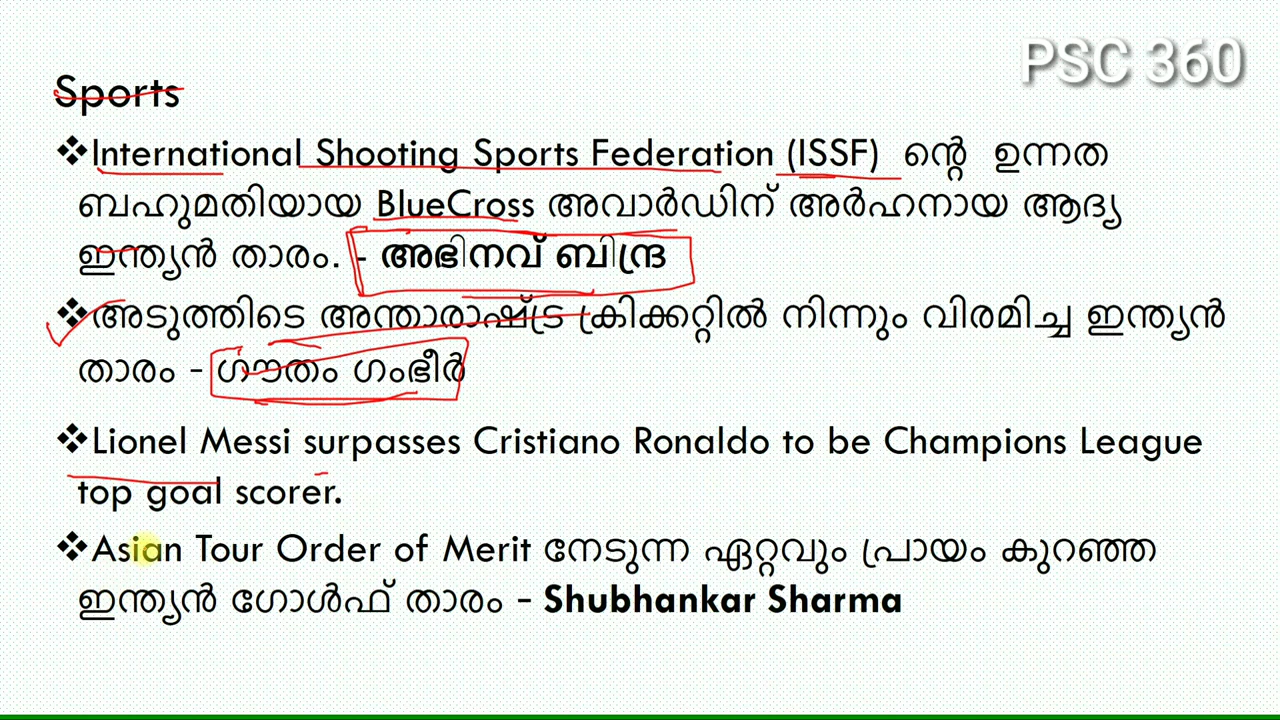 PSC 360
Sports
❖International Shooting Sports Federation (ISSF) ന്റെ ഉന്നത
ബഹുമതിയായ BlueCross അവാർഡിന് അർഹനായ ആദ്യ
ഇന്ത്യൻ താരം. - അഭിനവ് ബിന്ദ്ര
❖അടുത്തിടെ അന്താരാഷ്ട്ര ക്രിക്കറ്റിൽ നിന്നും വിരമിച്ച ഇന്ത്യൻ
താരം - ഗൗതം ഗംഭീർ
❖Lionel Messi surpasses Cristiano Ronaldo to be Champions League
top goal scorer.
❖Asian Tour Order of Merit നേടുന്ന ഏറ്റവും പ്രായം കുറഞ്ഞ
ഇന്ത്യൻ ഗോൾഫ് താരം - Shubhankar Sharma